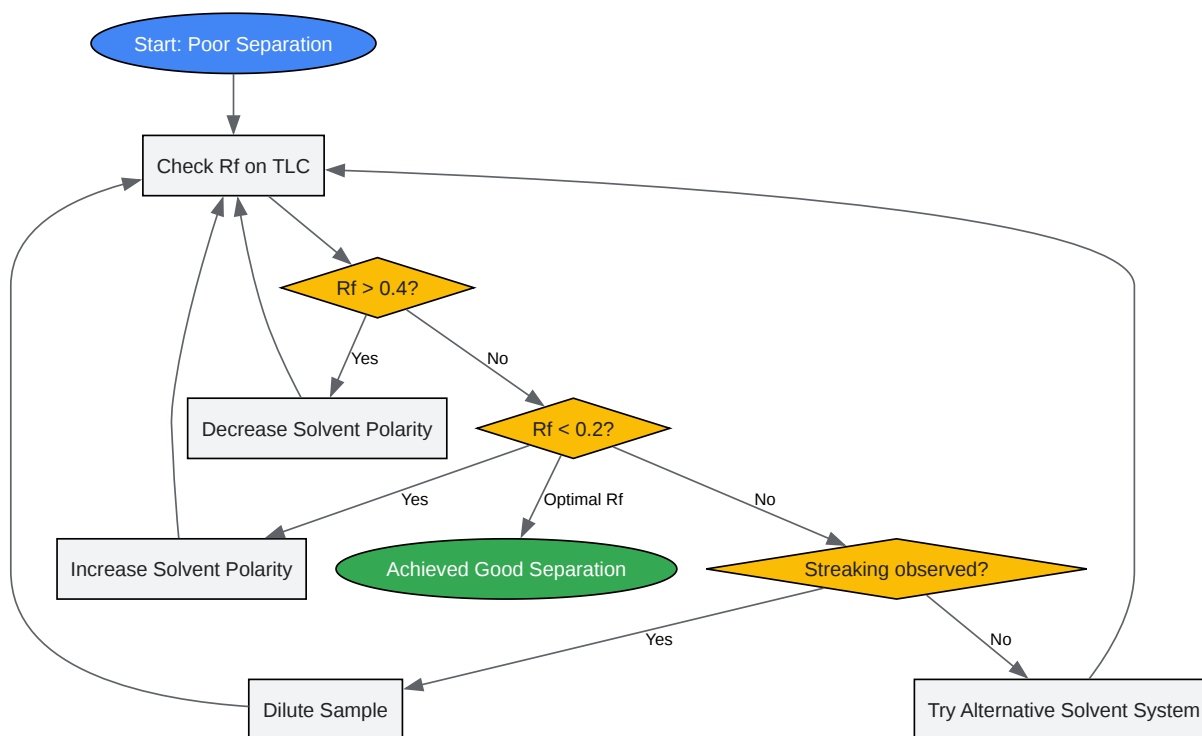 Start: Poor Separation
Check Rf on TLC
Rf > 0.4?
Yes
No
Decrease Solvent Polarity
Rf < 0.2?
Yes
Optimal Rf
No
Increase Solvent Polarity
Achieved Good Separation
Streaking observed?
Yes
No
Dilute Sample
Try Alternative Solvent System